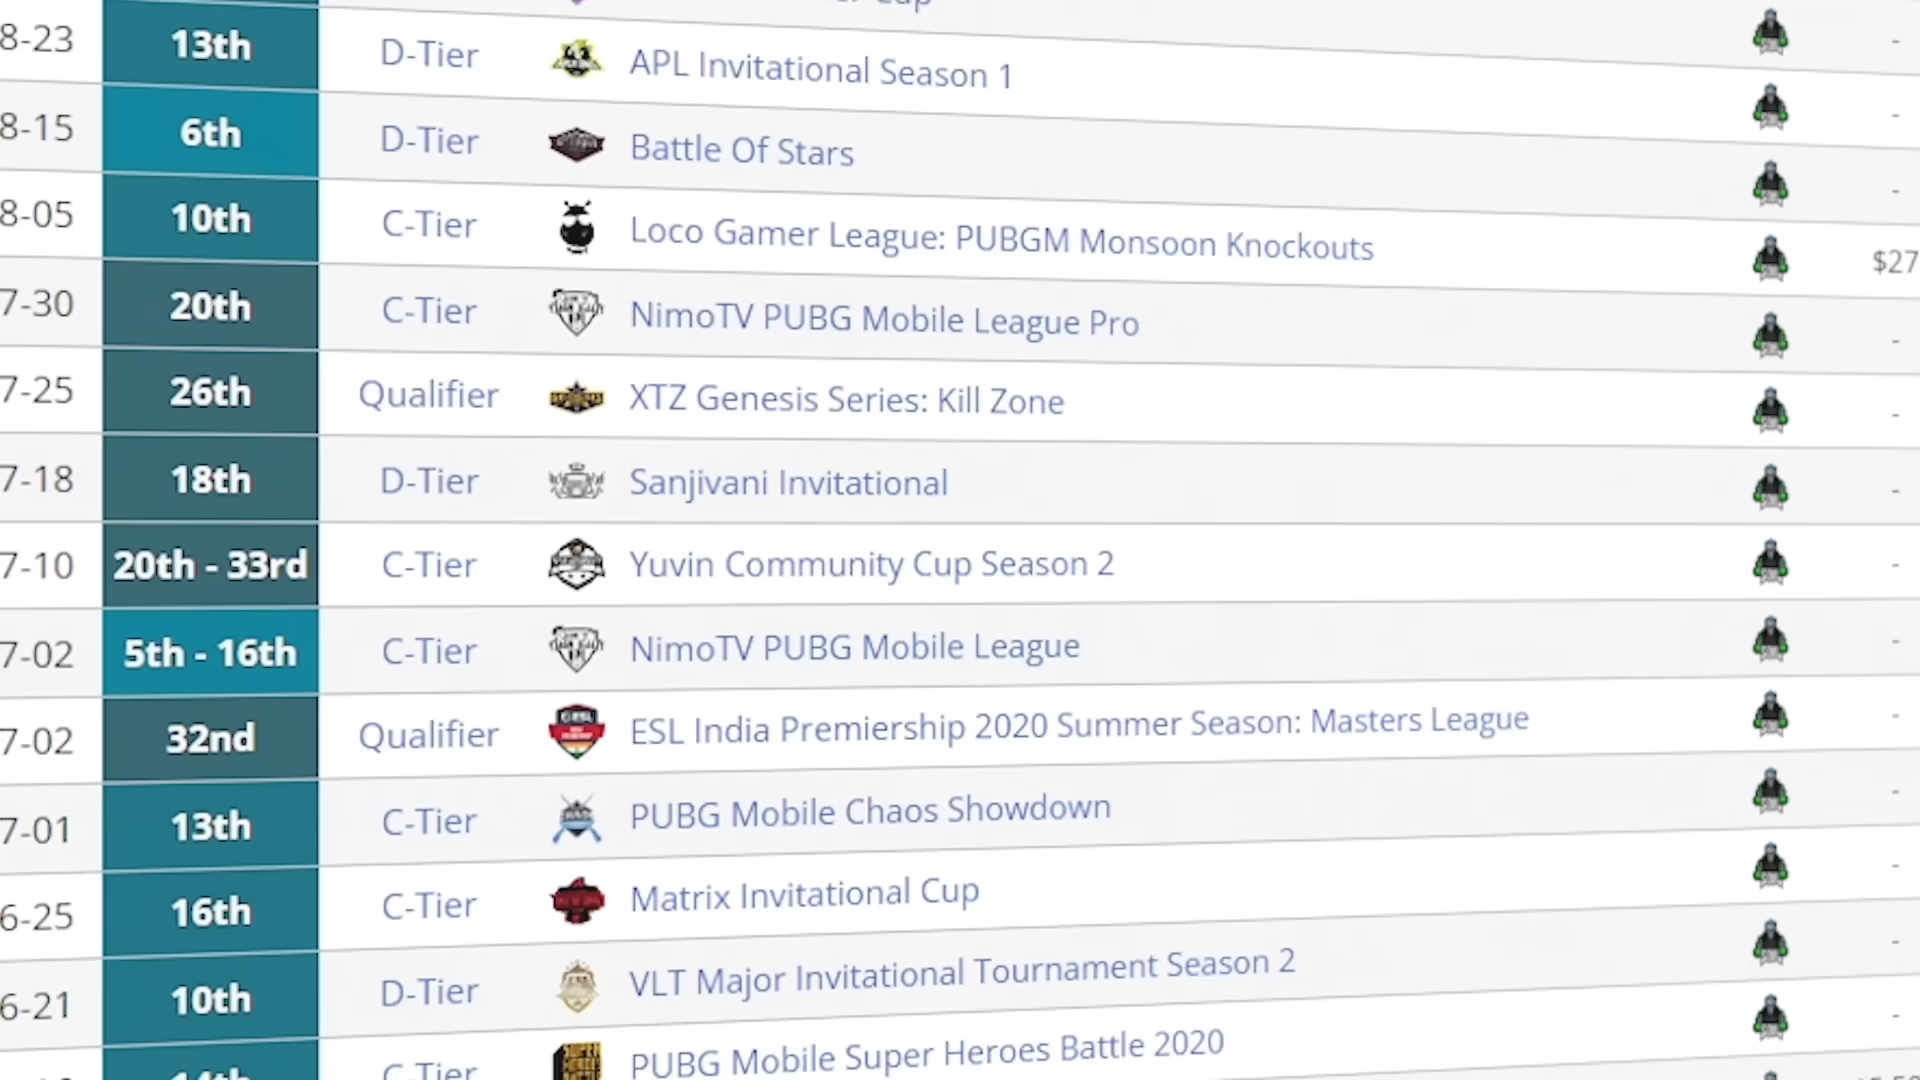 Cup
8-23 13th D-Tier APL Invitational Season 1 -
8-15 6th D-Tier Battle Of Stars -
8-05 10th C-Tier Loco Gamer League: PUBGM Monsoon Knockouts -
7-30 20th C-Tier NimoTV PUBG Mobile League Pro $27
7-25 26th Qualifier XTZ Genesis Series: Kill Zone -
7-18 18th D-Tier Sanjivani Invitational -
7-10 20th - 33rd C-Tier Yuvin Community Cup Season 2 -
7-02 5th - 16th C-Tier NimoTV PUBG Mobile League -
7-02 32nd Qualifier ESL India Premiership 2020 Summer Season: Masters League -
7-01 13th C-Tier PUBG Mobile Chaos Showdown -
6-25 16th C-Tier Matrix Invitational Cup -
6-21 10th D-Tier VLT Major Invitational Tournament Season 2 -
14th C-Tier PUBG Mobile Super Heroes Battle 2020 -